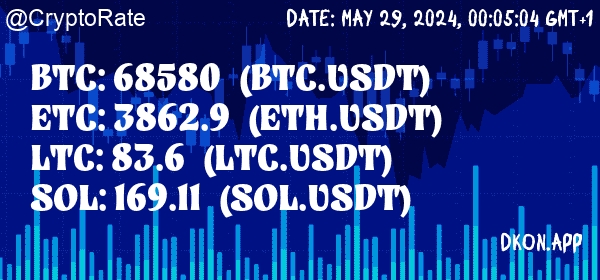 @CryptoRate
DATE: MAY 29, 2024, 00:05:04 GMT+1
BTC: 68580 (BTC.USDT)
ETC: 3862.9 (ETH.USDT)
LTC: 83.6 (LTC.USDT)
SOL: 169.11 (SOL.USDT)
DKON.APP